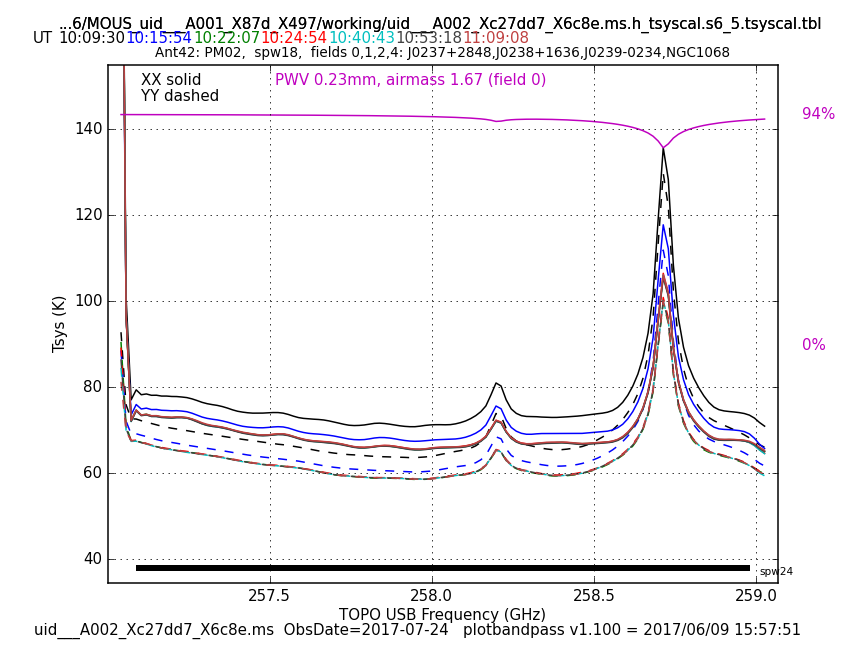 ...6/MOUS_uid___A001_X87d_X497/working/uid___A002_Xc27dd7_X6c8e.ms.h_tsyscal.s6_5.tsyscal.tbl
UT 10:09:30 10:15:54 10:22:07 10:24:54 10:40:43 10:53:18 11:09:08
Ant42: PM02, spw18, fields 0,1,2,4: J0237+2848,J0238+1636,J0239-0234,NGC1068
XX solid
PWV 0.23mm, airmass 1.67 (field 0)
YY dashed
94%
140
120
100
0%
80
60
40
Tsys (K)
spw24
257.5 258.0 258.5 259.0
TOPO USB Frequency (GHz)
uid___A002_Xc27dd7_X6c8e.ms ObsDate=2017-07-24 plotbandpass v1.100 = 2017/06/09 15:57:51